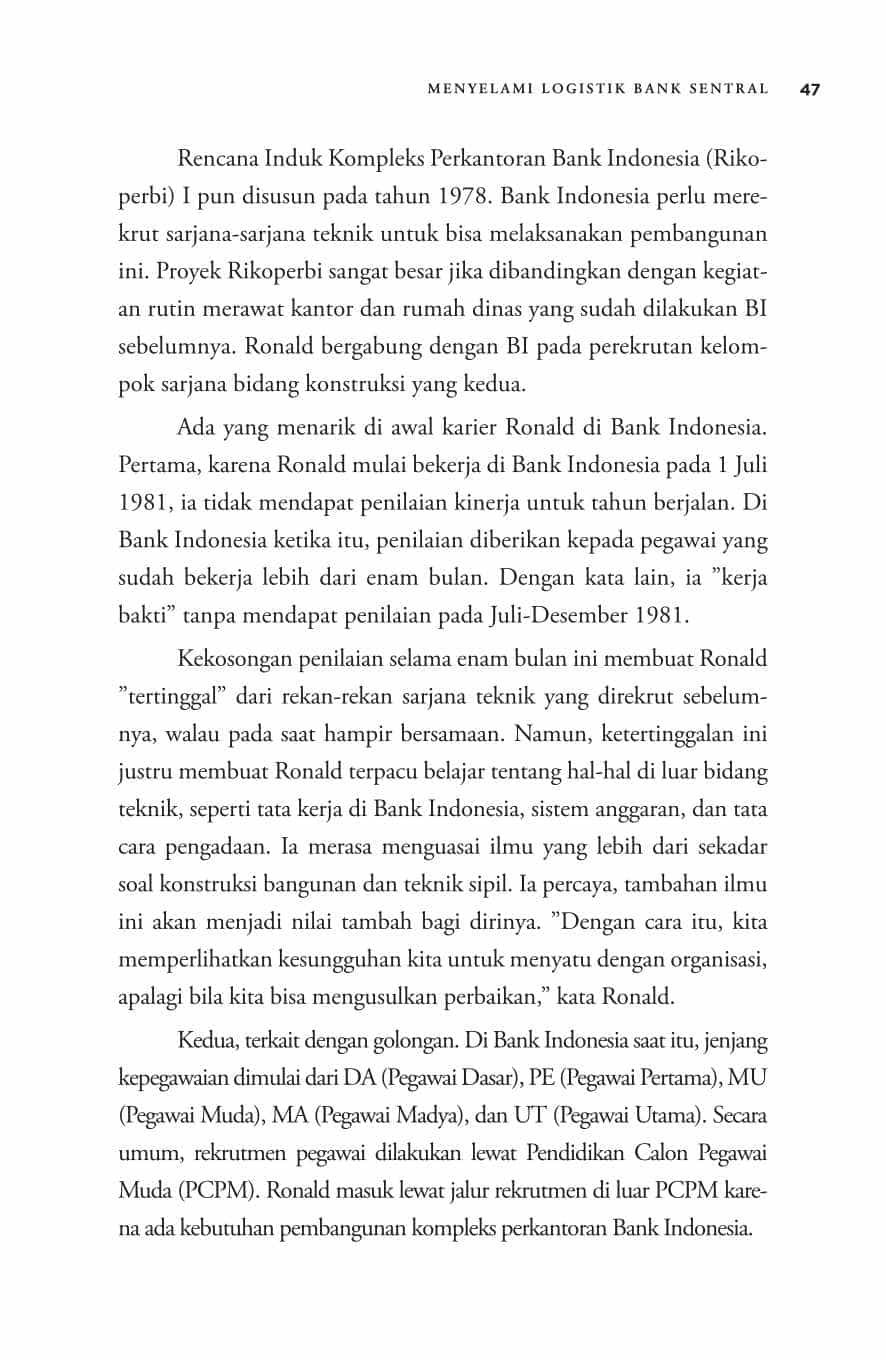 MENYELAMI LOGISTIK BANK SENTRAL 47
Rencana Induk Kompleks Perkantoran Bank Indonesia (Riko-
perbi) I pun disusun pada tahun 1978. Bank Indonesia perlu mere-
krut sarjana-sarjana teknik untuk bisa melaksanakan pembangunan
ini. Proyek Rikoperbi sangat besar jika dibandingkan dengan kegiat-
an rutin merawat kantor dan rumah dinas yang sudah dilakukan BI
sebelumnya. Ronald bergabung dengan BI pada perekrutan kelom-
pok sarjana bidang konstruksi yang kedua.
Ada yang menarik di awal karier Ronald di Bank Indonesia.
Pertama, karena Ronald mulai bekerja di Bank Indonesia pada 1 Juli
1981, ia tidak mendapat penilaian kinerja untuk tahun berjalan. Di
Bank Indonesia ketika itu, penilaian diberikan kepada pegawai yang
sudah bekerja lebih dari enam bulan. Dengan kata lain, ia ”kerja
bakti” tanpa mendapat penilaian pada Juli-Desember 1981.
Kekosongan penilaian selama enam bulan ini membuat Ronald
”tertinggal” dari rekan-rekan sarjana teknik yang direkrut sebelum-
nya, walau pada saat hampir bersamaan. Namun, ketertinggalan ini
justru membuat Ronald terpacu belajar tentang hal-hal di luar bidang
teknik, seperti tata kerja di Bank Indonesia, sistem anggaran, dan tata
cara pengadaan. Ia merasa menguasai ilmu yang lebih dari sekadar
soal konstruksi bangunan dan teknik sipil. Ia percaya, tambahan ilmu
ini akan menjadi nilai tambah bagi dirinya. ”Dengan cara itu, kita
memperlihatkan kesungguhan kita untuk menyatu dengan organisasi,
apalagi bila kita bisa mengusulkan perbaikan,” kata Ronald.
Kedua, terkait dengan golongan. Di Bank Indonesia saat itu, jenjang
kepegawaian dimulai dari DA (Pegawai Dasar), PE (Pegawai Pertama), MU
(Pegawai Muda), MA (Pegawai Madya), dan UT (Pegawai Utama). Secara
umum, rekrutmen pegawai dilakukan lewat Pendidikan Calon Pegawai
Muda (PCPM). Ronald masuk lewat jalur rekrutmen di luar PCPM kare-
na ada kebutuhan pembangunan kompleks perkantoran Bank Indonesia.